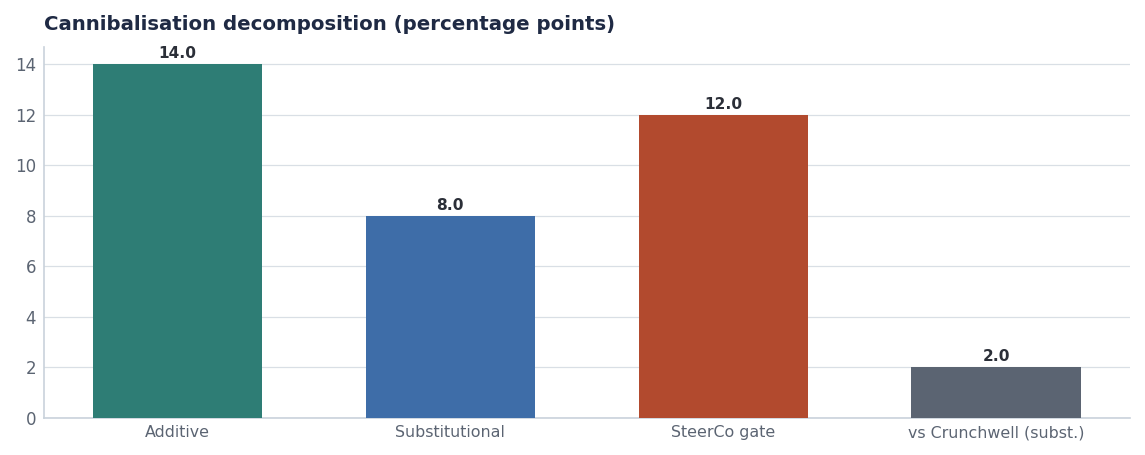 Cannibalisation decomposition (percentage points)
14.0
14
12.0
12
10
8.0
8
6
4
2.0
2
0
Additive
Substitutional
SteerCo gate
vs Crunchwell (subst.)